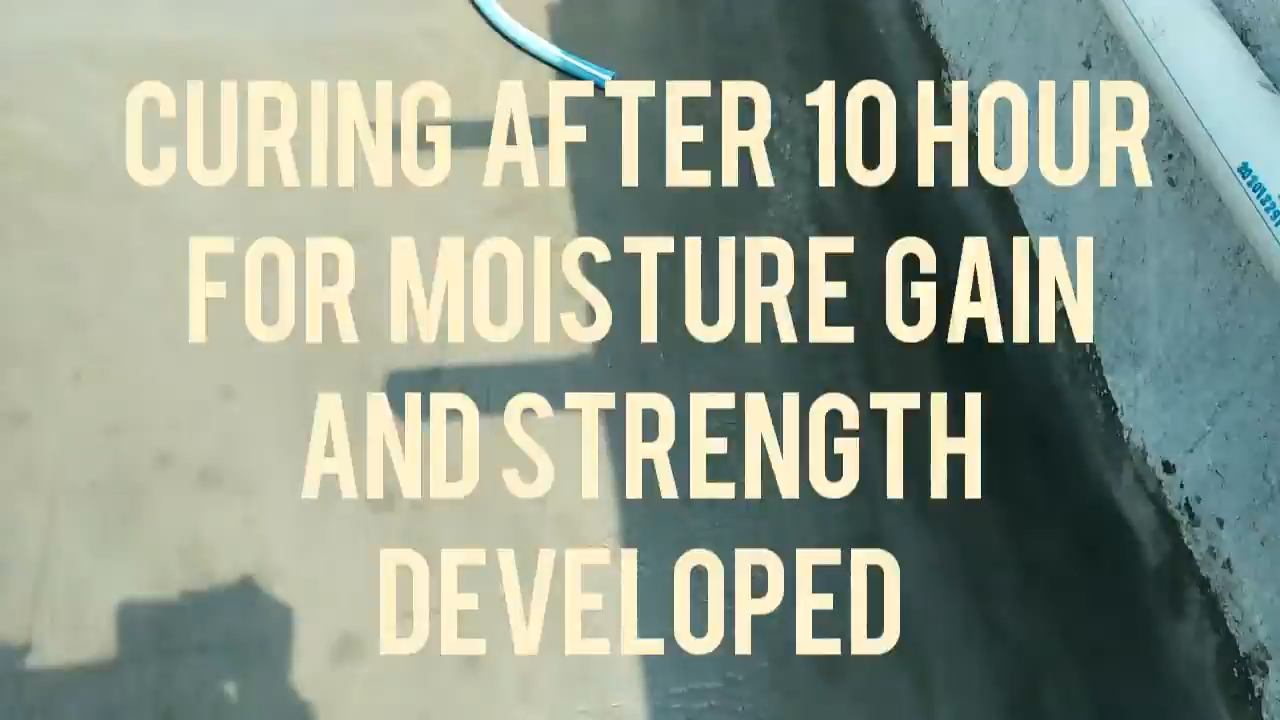 CURING AFTER 10 HOUR
FOR MOISTURE GAIN
AND STRENGTH
DEVELOPED